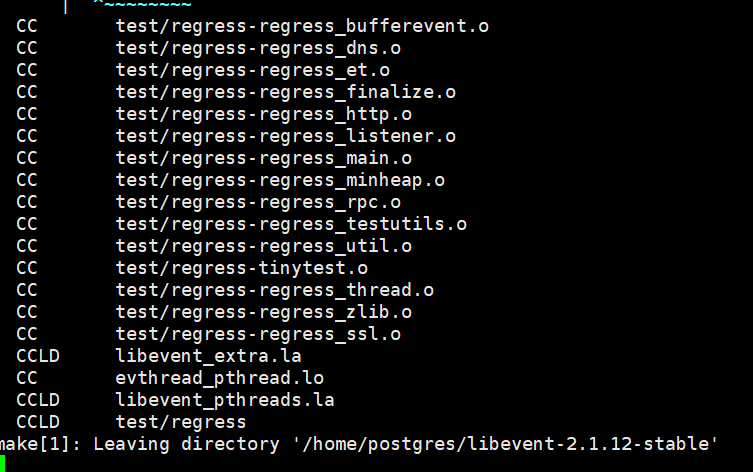 | ^~~~~~~~~
CC test/regress-regress_bufferevent.o
CC test/regress-regress_dns.o
CC test/regress-regress_et.o
CC test/regress-regress_finalize.o
CC test/regress-regress_http.o
CC test/regress-regress_listener.o
CC test/regress-regress_main.o
CC test/regress-regress_minheap.o
CC test/regress-regress_rpc.o
CC test/regress-regress_testutils.o
CC test/regress-regress_util.o
CC test/regress-tinytest.o
CC test/regress-regress_thread.o
CC test/regress-regress_zlib.o
CC test/regress-regress_ssl.o
CCLD libevent_extra.la
CC evthread_pthread.lo
CCLD libevent_pthreads.la
CCLD test/regress
make[1]: Leaving directory '/home/postgres/libevent-2.1.12-stable'